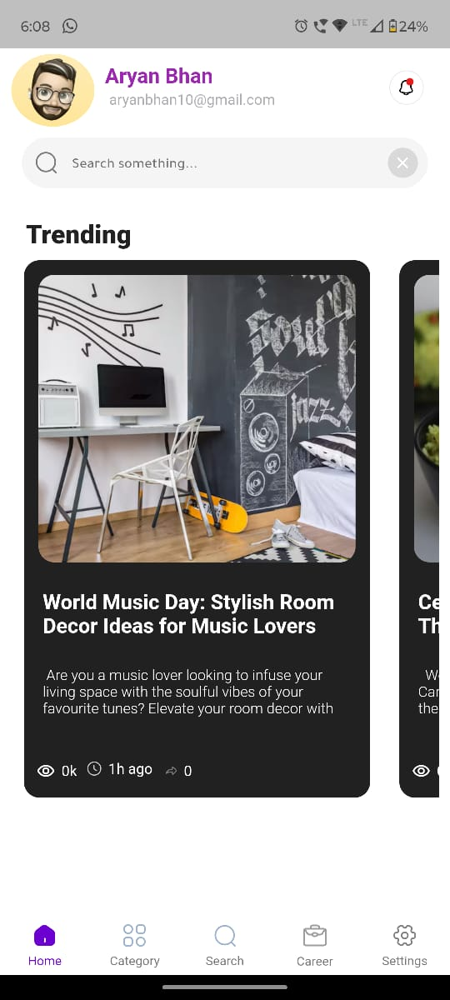 6:08
LTE
24%
Aryan Bhan
aryanbhan10@gmail.com
Search something...
Trending
Soul
jazz
World Music Day: Stylish Room
Decor Ideas for Music Lovers
Are you a music lover looking to infuse your
living space with the soulful vibes of your
favourite tunes? Elevate your room decor with
0k
1h ago
0
Ce
Th
Car
the
Home
Category
Search
Career
Settings